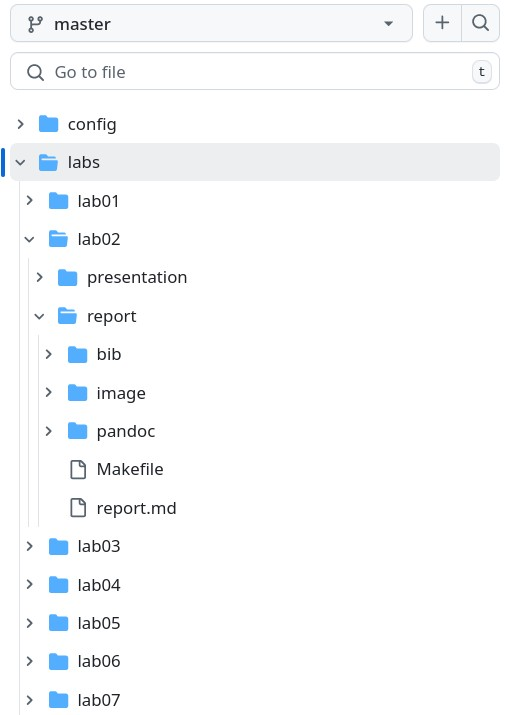 master
Go to file
t
config
labs
lab01
lab02
presentation
report
bib
image
pandoc
Makefile
report.md
lab03
lab04
lab05
lab06
lab07